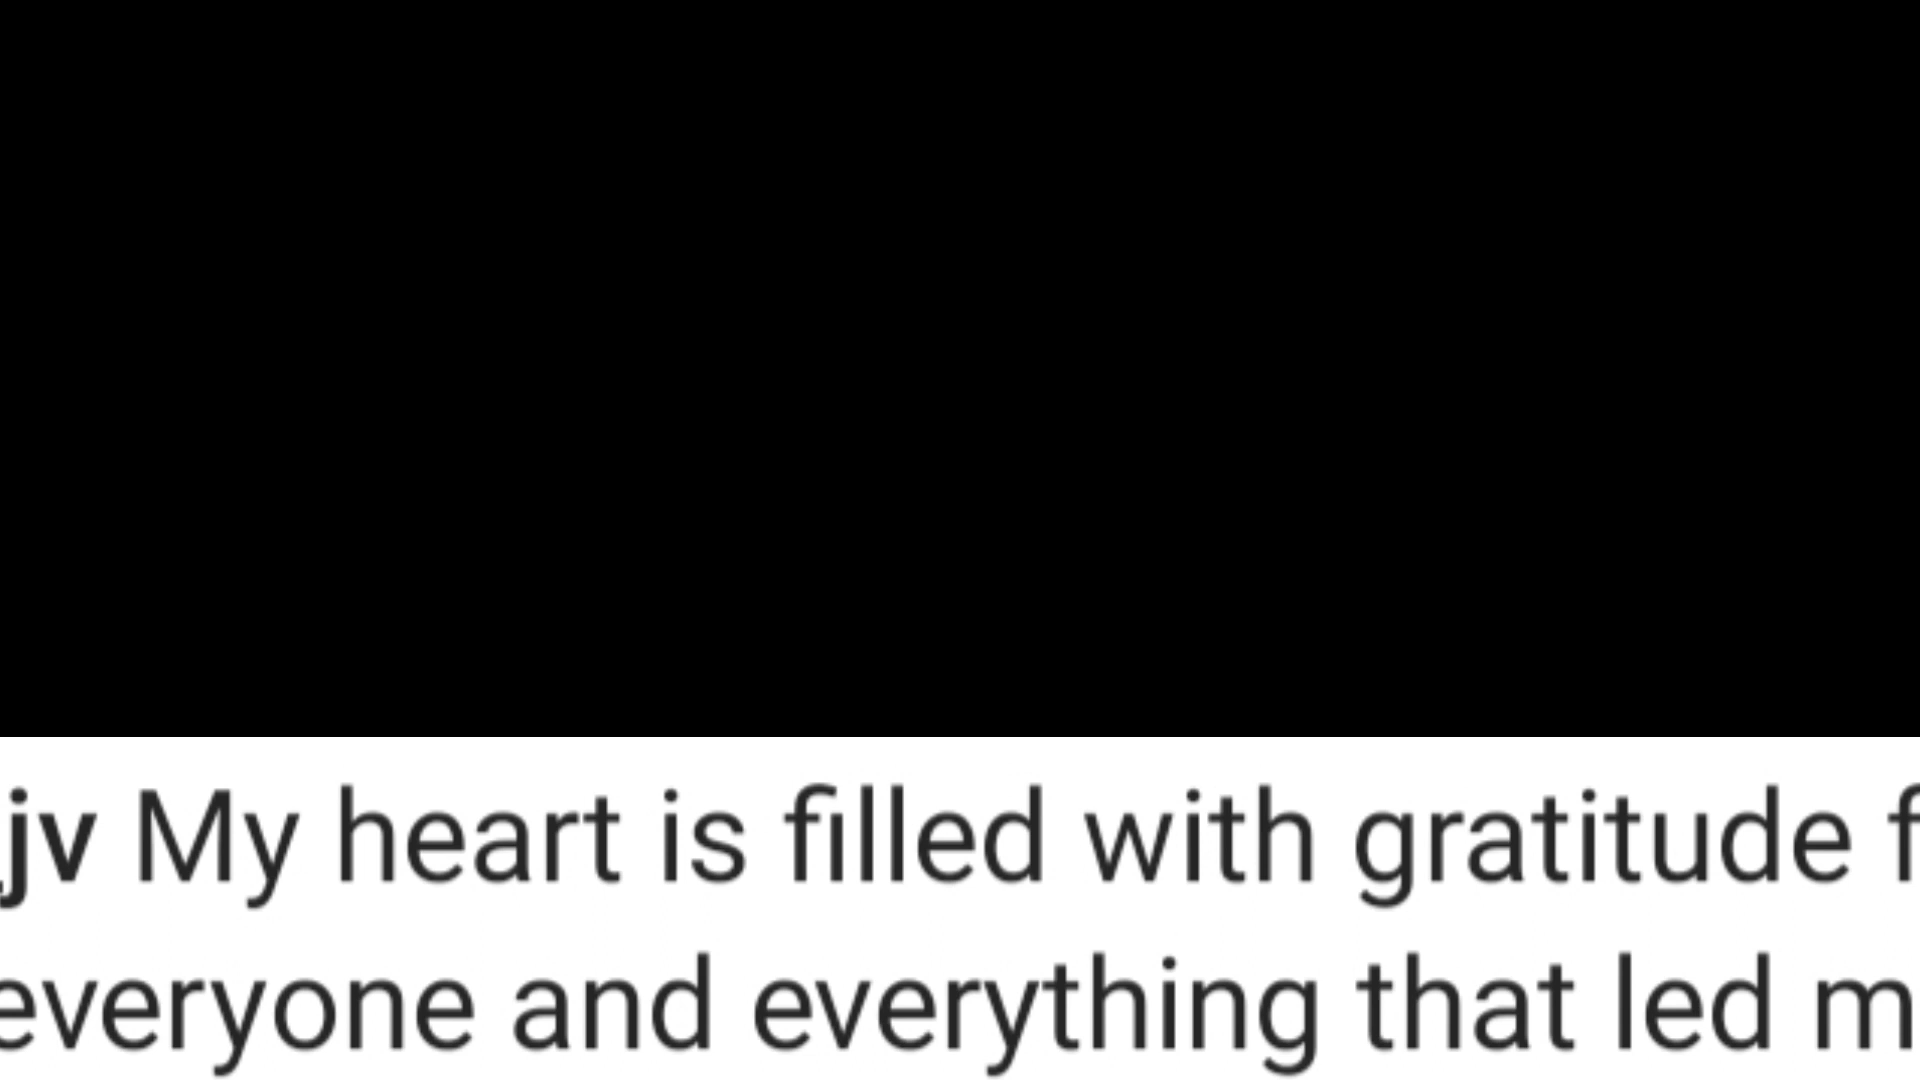 jv My heart is filled with gratitude f
everyone and everything that led m